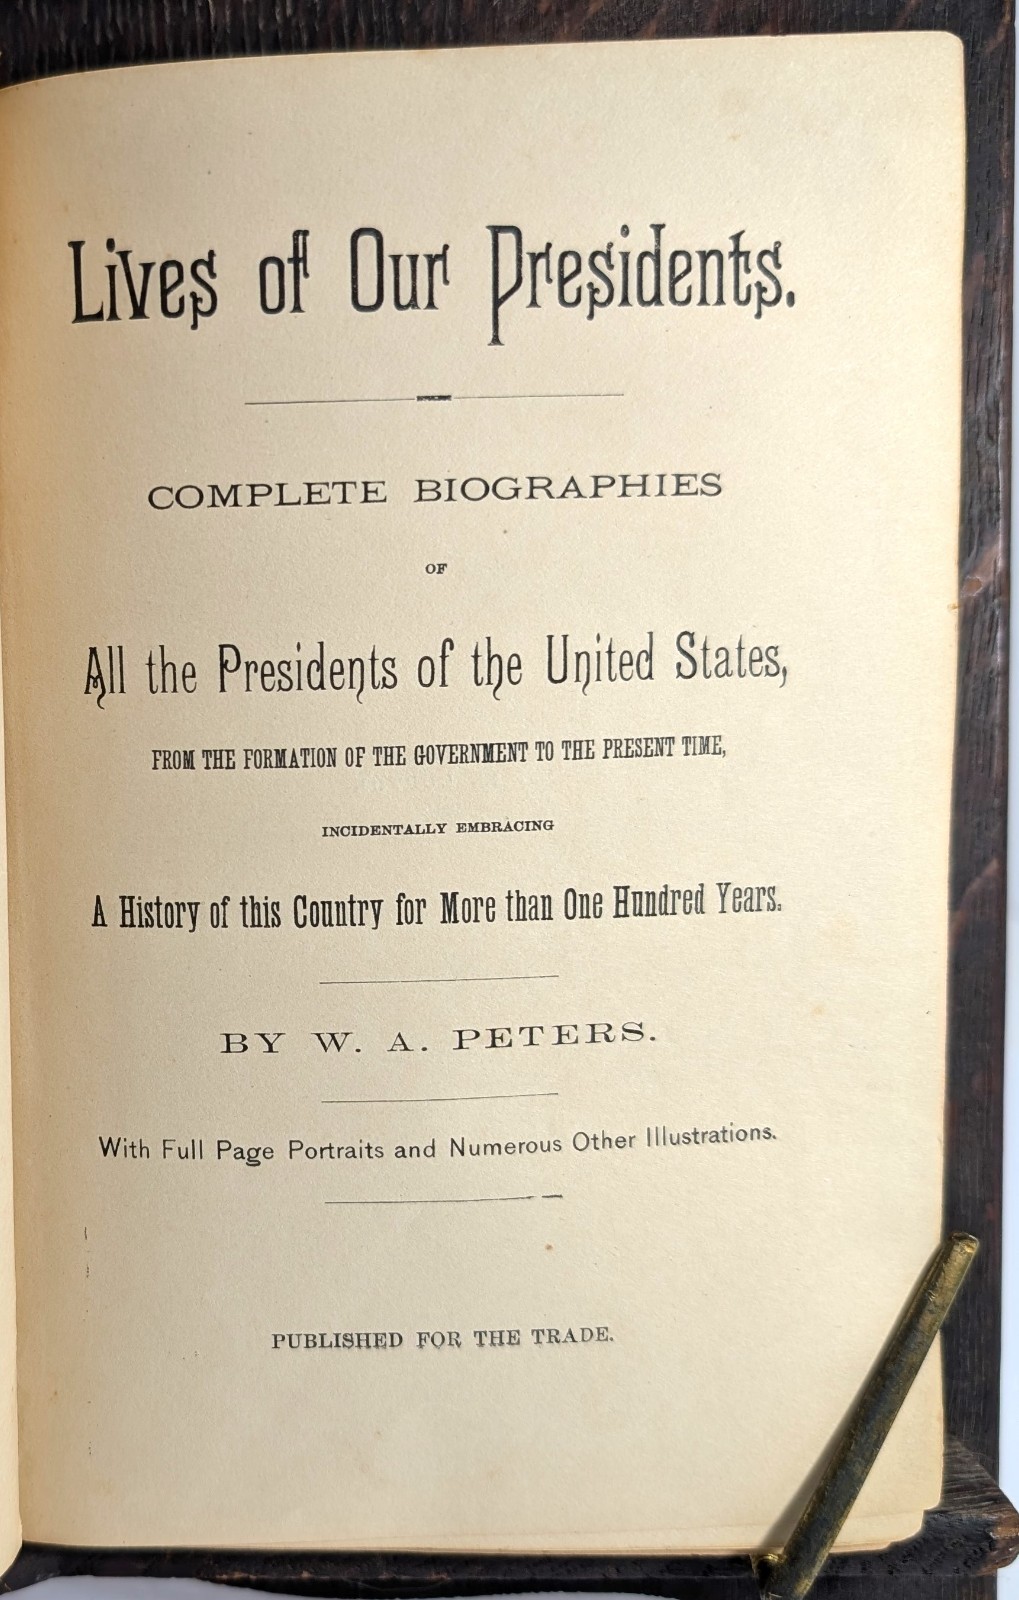 Lives of Our Presidents.
COMPLETE BIOGRAPHIES
OF
All the Presidents of the United States,
FROM THE FORMATION OF THE GOVERNMENT TO THE PRESENT TIME,
INCIDENTALLY EMBRACING
A History of this Country for More than One Hundred Years.
BY W. A. PETERS.
With Full Page Portraits and Numerous Other Illustrations.
PUBLISHED FOR THE TRADE.